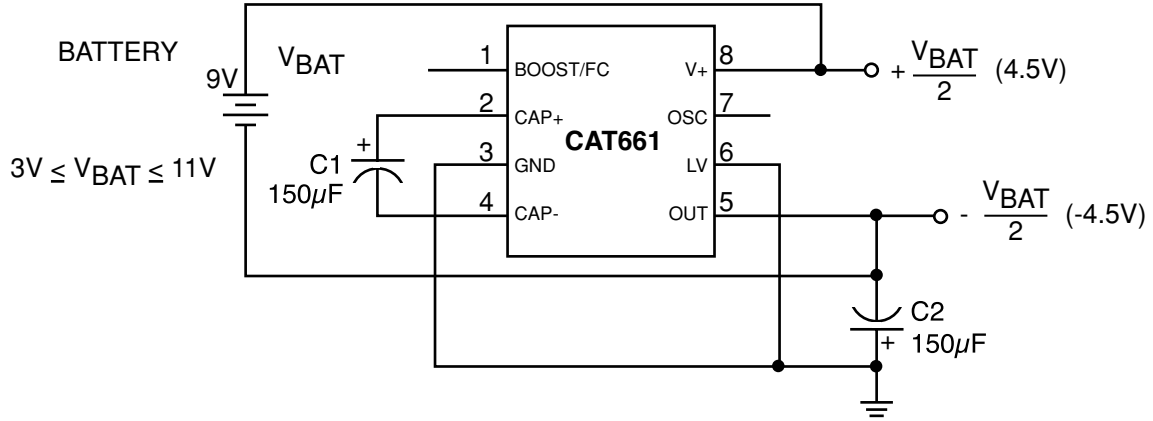 BATTERY
9V
VBAT
3V ≤ VBAT ≤ 11V
1
BOOST/FC
2
CAP+
3
GND
4
CAP-
CAT661
V+
8
OSC
7
LV
6
OUT
5
+
C1
150µF
+ VBAT/2 (4.5V)
- VBAT/2 (-4.5V)
C2
+
150µF